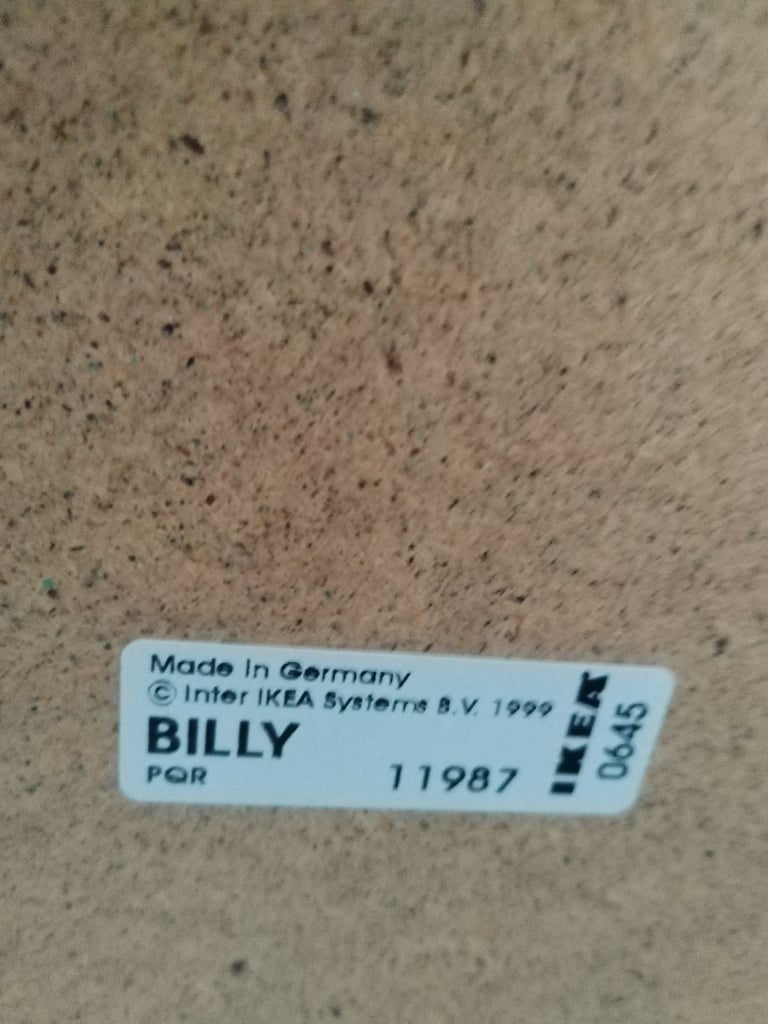 Made in Germany
© Inter IKEA Systems B.V. 1999
BILLY
PQR 11987
IKEA
0645